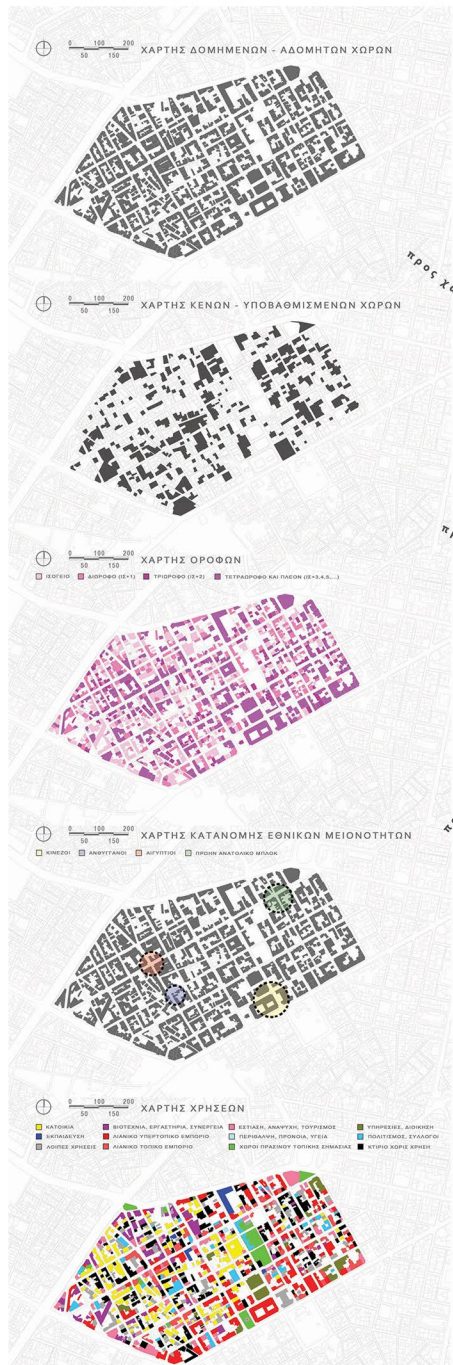 0 100 200
50 150
ΧΑΡΤΗΣ ΔΟΜΗΜΕΝΩΝ - ΑΔΟΜΗΤΩΝ ΧΩΡΩΝ
προς
0 100 200
50 150
ΧΑΡΤΗΣ ΚΕΝΩΝ - ΥΠΟΒΑΘΜΙΣΜΕΝΩΝ ΧΩΡΩΝ
0 100 200
50 150
ΧΑΡΤΗΣ ΟΡΟΦΩΝ
ΙΣΟΓΕΙΟ ΔΙΟΡΟΦΟ (ΙΣ+1) ΤΡΙΩΡΟΦΟ (ΙΣ+2) ΤΕΤΡΑΩΡΟΦΟ ΚΑΙ ΠΛΕΟΝ (ΙΣ+3,4,5,...)
0 100 200
50 150
ΧΑΡΤΗΣ ΚΑΤΑΝΟΜΗΣ ΕΘΝΙΚΩΝ ΜΕΙΟΝΟΤΗΤΩΝ
ΚΙΝΕΖΟΙ ΑΘΙΓΓΑΝΟΙ ΑΙΓΥΠΤΙΟΙ ΠΡΩΗΝ ΑΝΑΤΟΛΙΚΟ ΜΠΛΟΚ
0 100 200
50 150
ΧΑΡΤΗΣ ΧΡΗΣΕΩΝ
ΚΑΤΟΙΚΙΑ ΒΙΟΤΕΧΝΙΑ, ΕΡΓΑΣΤΗΡΙΑ, ΣΥΝΕΡΓΕΙΑ ΕΣΤΙΑΣΗ, ΑΝΑΨΥΧΗ, ΤΟΥΡΙΣΜΟΣ ΥΠΗΡΕΣΙΕΣ, ΔΙΟΙΚΗΣΗ
ΕΚΠΑΙΔΕΥΣΗ ΛΙΑΝΙΚΟ ΥΠΕΡΤΟΠΙΚΟ ΕΜΠΟΡΙΟ ΠΕΡΙΘΑΛΨΗ, ΠΡΟΝΟΙΑ, ΥΓΕΙΑ ΠΟΛΙΤΙΣΜΟΣ, ΣΥΛΛΟΓΟΙ
ΛΟΙΠΕΣ ΧΡΗΣΕΙΣ ΛΙΑΝΙΚΟ ΤΟΠΙΚΟ ΕΜΠΟΡΙΟ ΧΩΡΟΙ ΠΡΑΣΙΝΟΥ ΤΟΠΙΚΗΣ ΣΗΜΑΣΙΑΣ ΚΤΙΡΙΟ ΧΩΡΙΣ ΧΡΗΣΗ